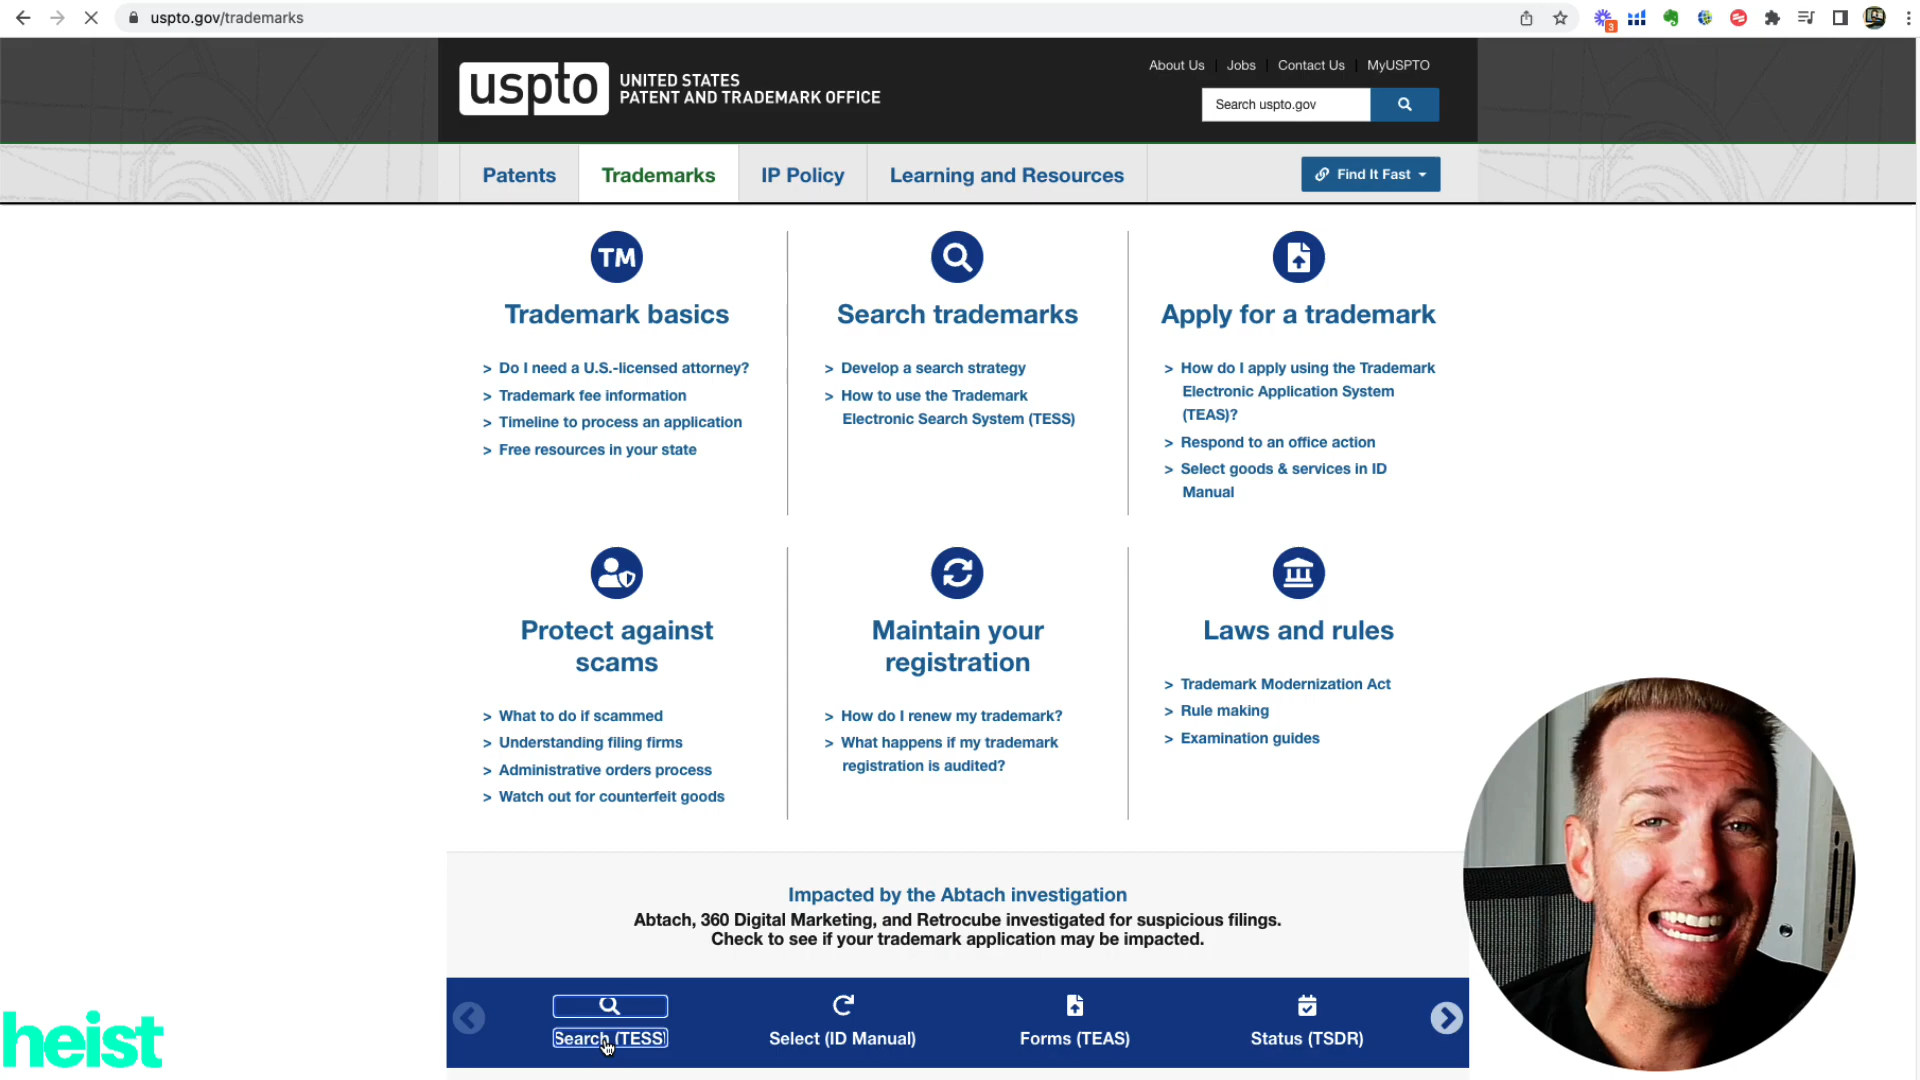 uspto.gov/trademarks
3
uspto
UNITED STATES
PATENT AND TRADEMARK OFFICE
About Us
Jobs
Contact Us
MyUSPTO
Search uspto.gov
Patents
Trademarks
IP Policy
Learning and Resources
Find It Fast
TM
Trademark basics
> Do I need a U.S.-licensed attorney?
> Trademark fee information
> Timeline to process an application
> Free resources in your state
Search trademarks
> Develop a search strategy
> How to use the Trademark
Electronic Search System (TESS)
Apply for a trademark
> How do I apply using the Trademark
Electronic Application System
(TEAS)?
> Respond to an office action
> Select goods & services in ID
Manual
Protect against
scams
> What to do if scammed
> Understanding filing firms
> Administrative orders process
> Watch out for counterfeit goods
Maintain your
registration
> How do I renew my trademark?
> What happens if my trademark
registration is audited?
Laws and rules
> Trademark Modernization Act
> Rule making
> Examination guides
Impacted by the Abtach investigation
Abtach, 360 Digital Marketing, and Retrocube investigated for suspicious filings.
Check to see if your trademark application may be impacted.
Search (TESS)
Select (ID Manual)
Forms (TEAS)
Status (TSDR)
heist